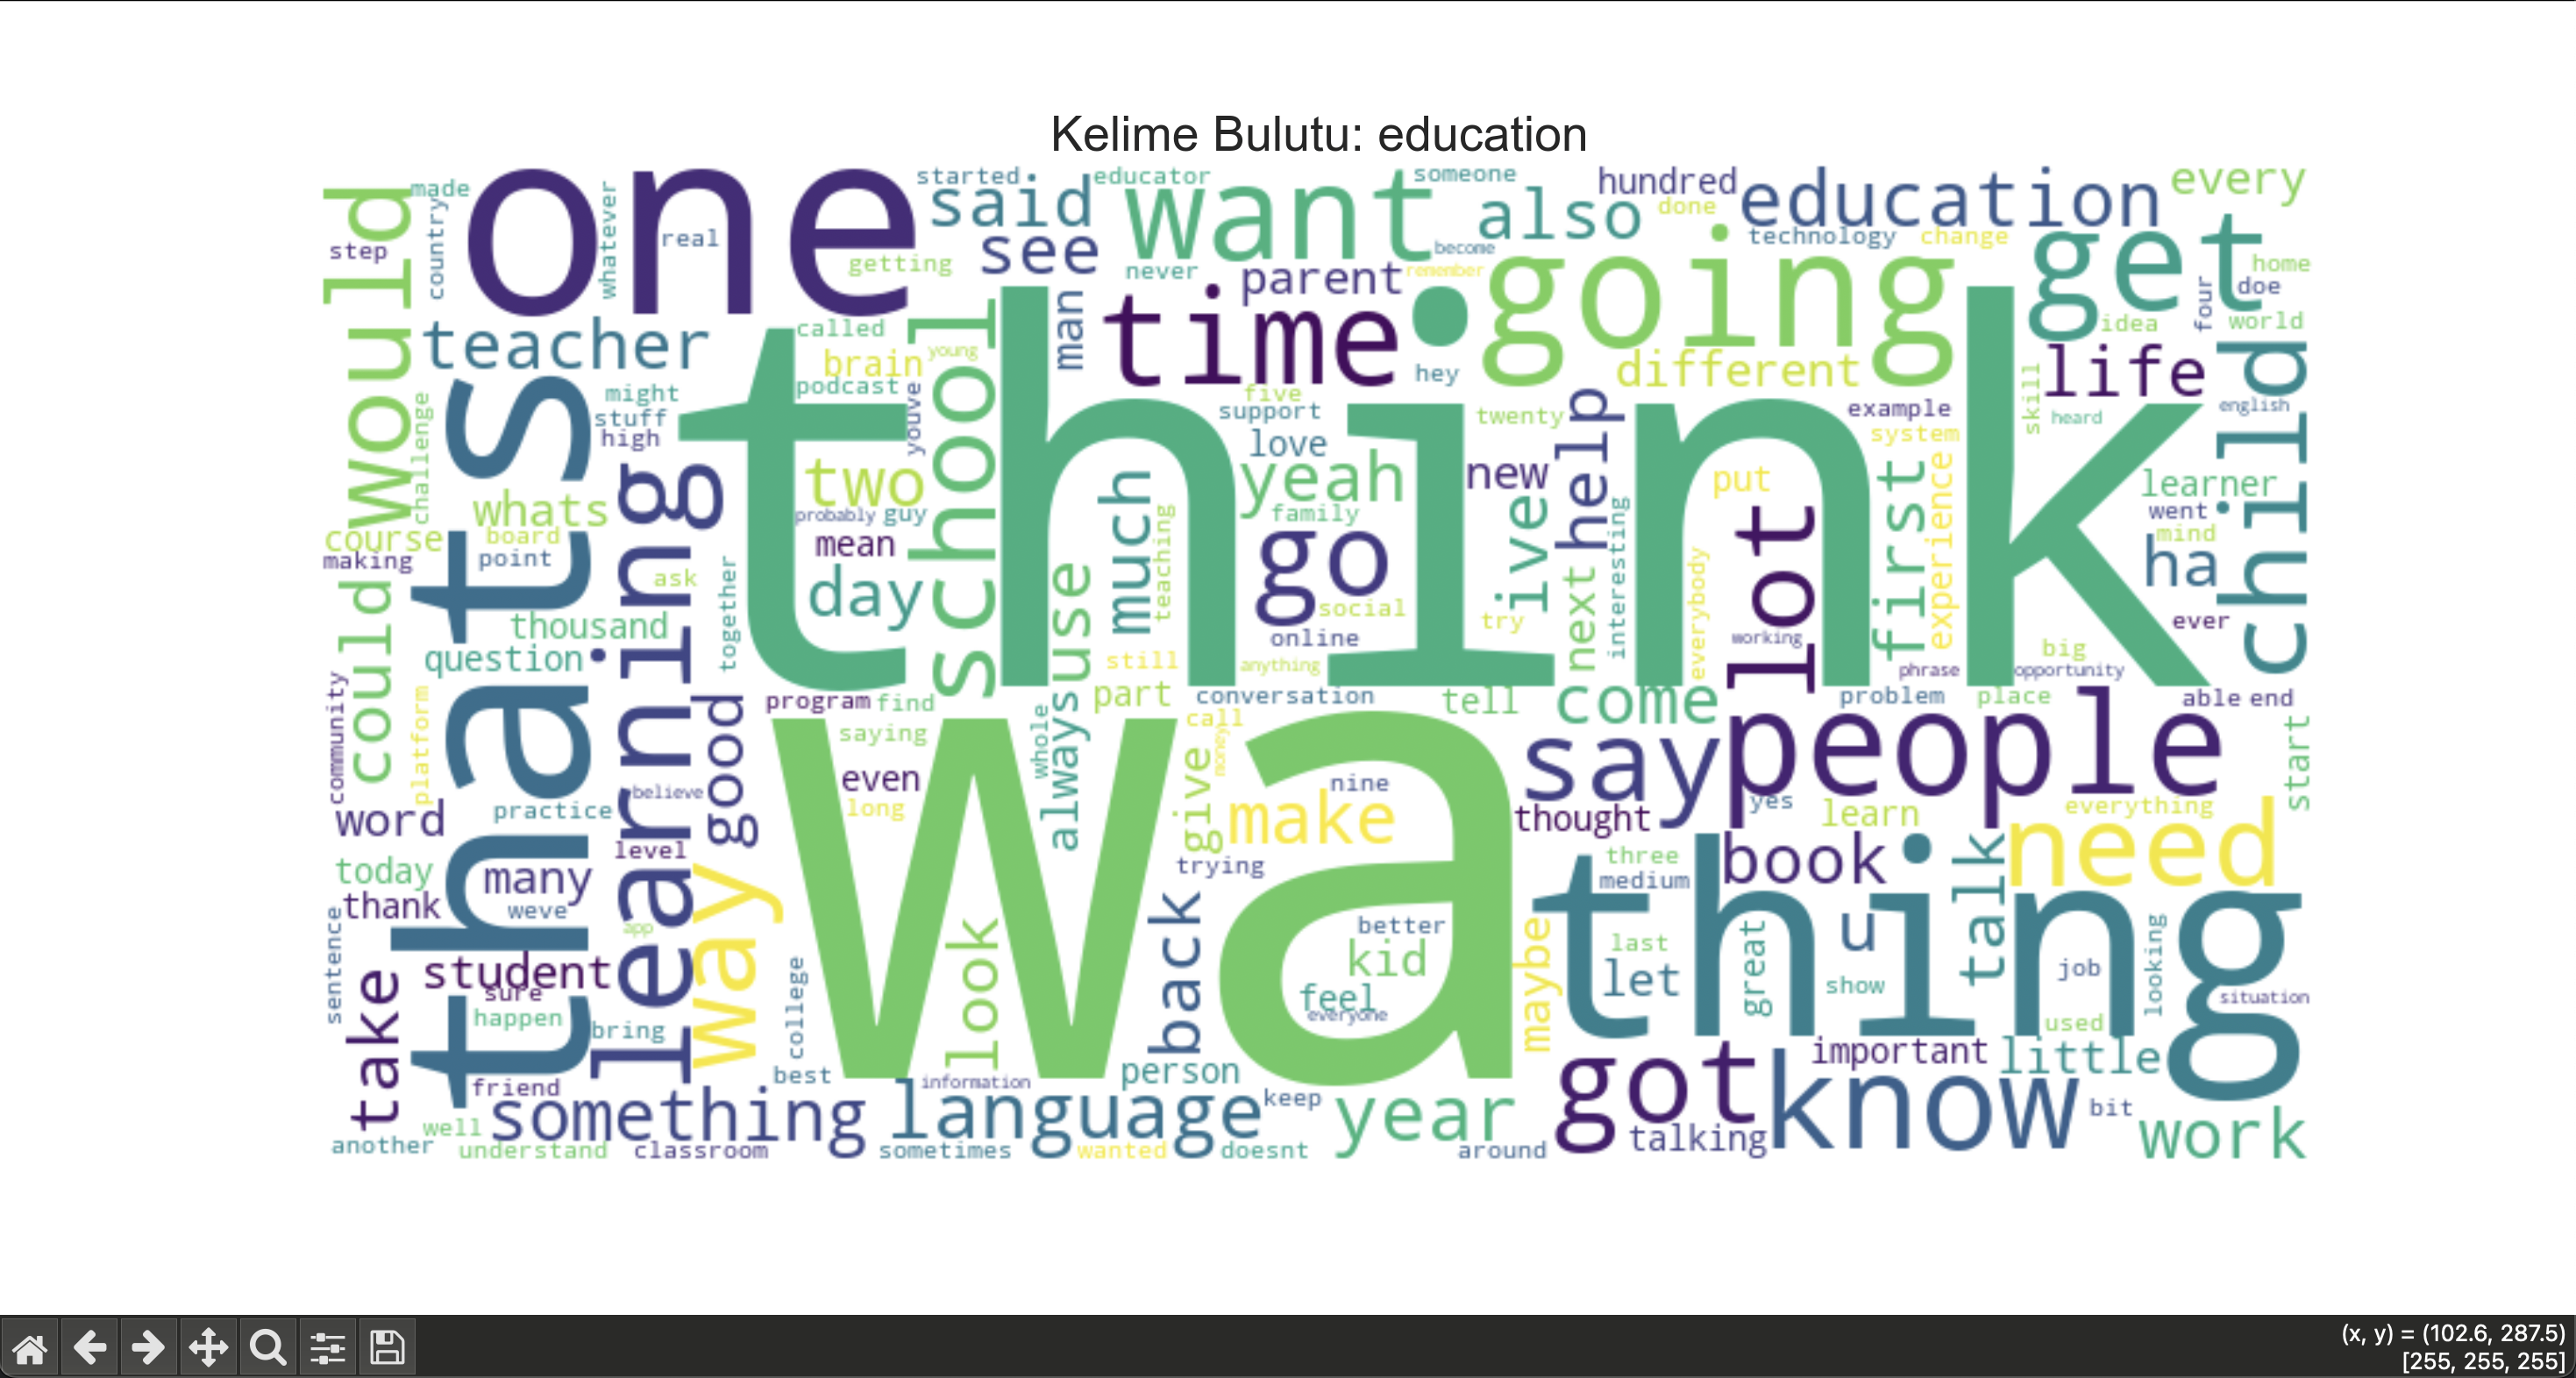 Kelime Bulutu: education
would
made
one
started
educator
said
want
someone
also
hundred
done
education
every
step
country
whatever
real
getting
see
never
become
technology
change
get
home
parent
remember
going
doe
four
teacher
called
school
man
time
hey
different
idea
world
life
child
brain
young
podcast
youve
might
stuff
high
challenge
thats
think
five
support
love
twenty
help
example
system
skill
heard
english
whats
learning
two
yeah
new
put
learner
went
mind
course
board
making
point
probably
guy
mean
much
teaching
family
go
live
interesting
first
experience
ha
ask
day
together
use
social
online
try
next
everybody
lot
working
ever
could
thousand
question
still
anything
phrase
big
opportunity
community
platform
good
program
find
always
part
conversation
tell
come
problem
place
able
end
start
saying
whole
call
money
wa
say
people
word
practice
believe
even
long
give
make
nine
thought
yes
learn
everything
need
level
today
many
way
trying
three
medium
book
talk
thing
thank
weve
sentence
app
look
back
better
kid
maybe
last
let
great
u
show
job
looking
situation
take
student
sure
happen
bring
college
feel
everyone
used
friend
best
information
person
got
important
little
something
language
keep
year
know
bit
work
well
another
understand
classroom
sometimes
wanted
doesnt
around
talking
(x, y) = (102.6, 287.5)
[255, 255, 255]